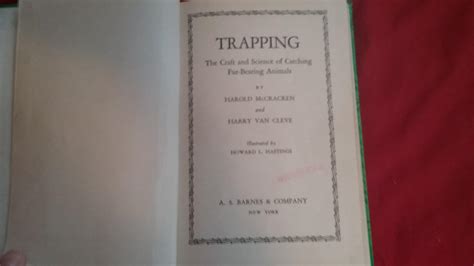 TRAPPING
The Craft and Science of Catching
Fur-Bearing Animals
BY
HAROLD McCRACKEN
and
HARRY VAN CLEVE
Illustrated by
HOWARD L. HASTINGS
A. S. BARNES & COMPANY
NEW YORK